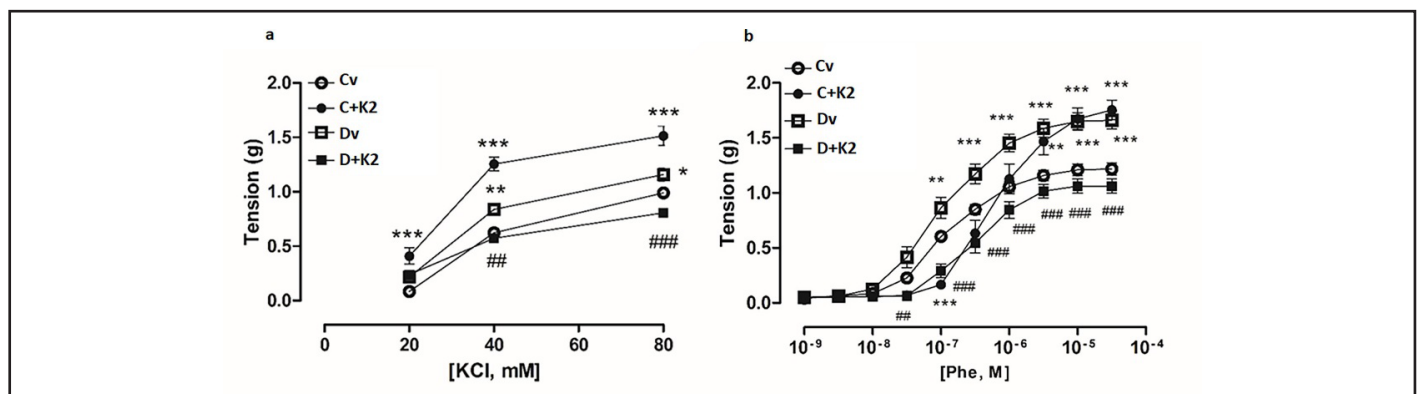 a
Cv
C+K2
Dv
D+K2
Tension (g)
2.0
1.5
1.0
0.5
0.0
***
***
***
**
*
##
###
0 20 40 60 80
[KCl, mM]
b
Cv
C+K2
Dv
D+K2
Tension (g)
2.0
1.5
1.0
0.5
0.0
**
***
***
***
***
***
** *** ***
***
##
###
###
###
### ### ###
10-9 10-8 10-7 10-6 10-5 10-4
[Phe, M]